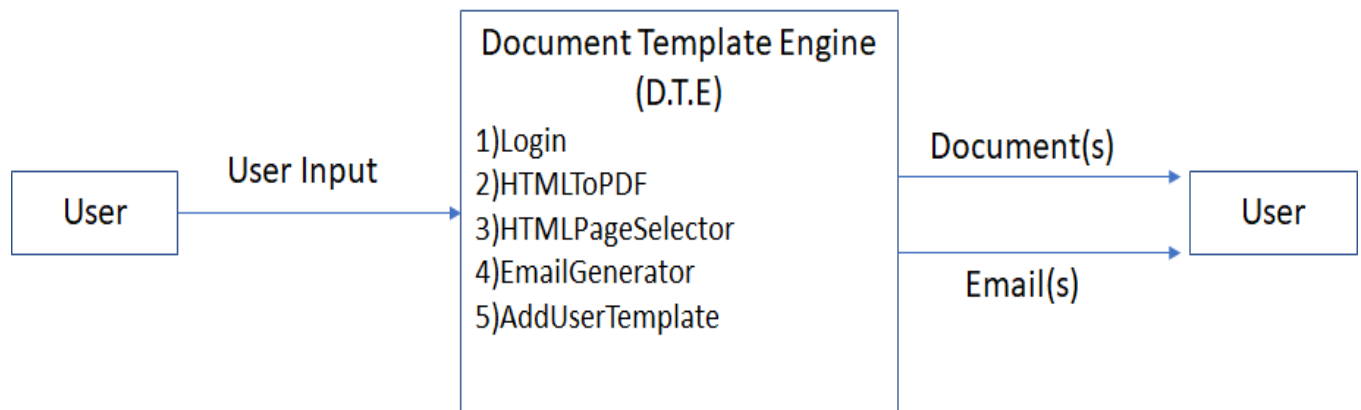 User
User Input
Document Template Engine
(D.T.E)
1)Login
2)HTMLToPDF
3)HTMLPageSelector
4)EmailGenerator
5)AddUserTemplate
Document(s)
Email(s)
User